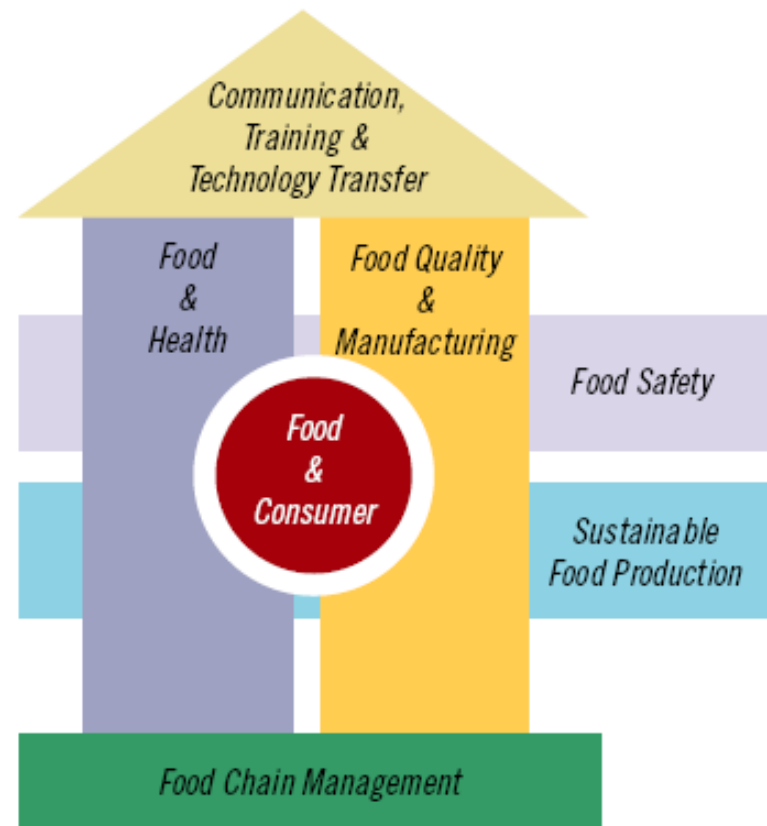 Communication,
Training &
Technology Transfer
Food
&
Health
Food Quality
&
Manufacturing
Food Safety
Food
&
Consumer
Sustainable
Food Production
Food Chain Management